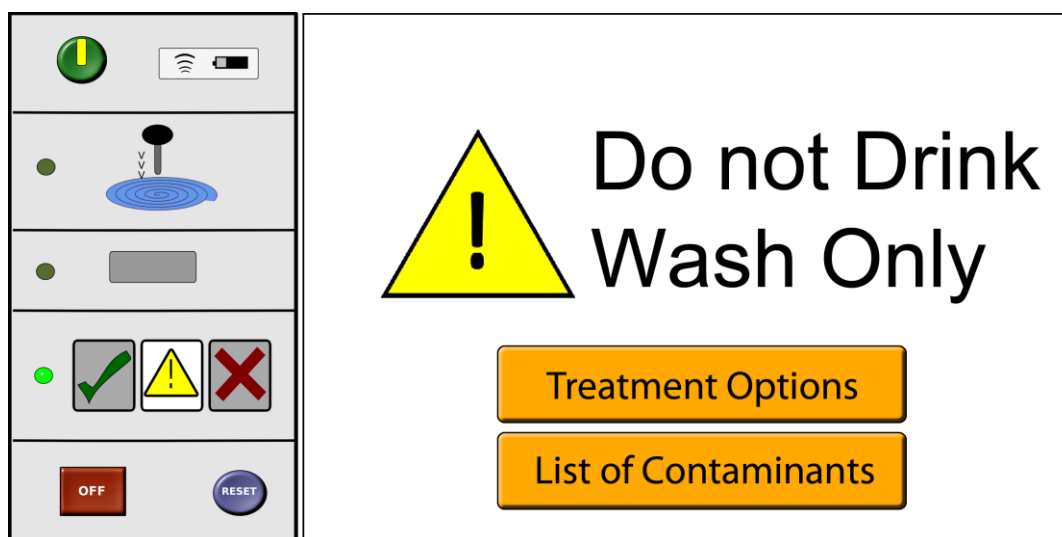 OFF
RESET
Do not Drink
Wash Only
Treatment Options
List of Contaminants